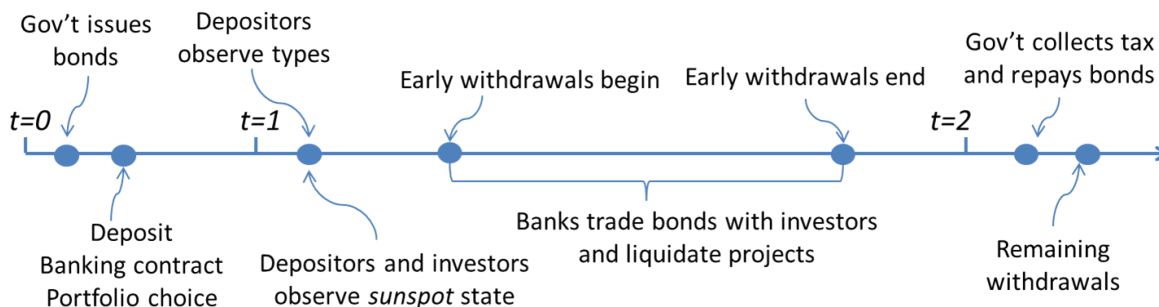 Gov't issues
bonds
Depositors
observe types
Early withdrawals begin
Early withdrawals end
Gov't collects tax
and repays bonds
t=0
t=1
t=2
Deposit
Banking contract
Portfolio choice
Depositors and investors
observe sunspot state
Banks trade bonds with investors
and liquidate projects
Remaining
withdrawals